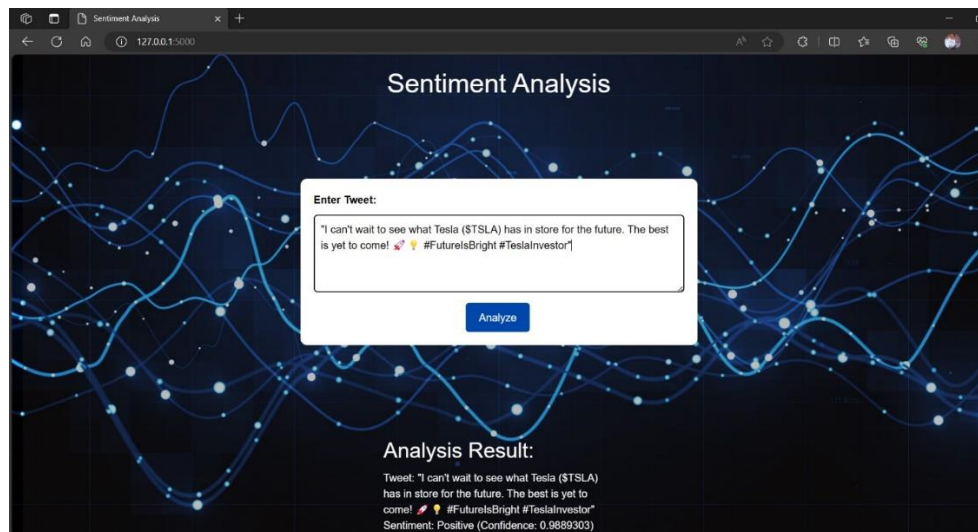 Sentiment Analysis
127.0.0.1:5000
Sentiment Analysis
Enter Tweet:
"I can't wait to see what Tesla ($TSLA) has in store for the future. The best
is yet to come! 🚀 💡 #FutureIsBright #TeslaInvestor"
Analyze
Analysis Result:
Tweet: "I can't wait to see what Tesla ($TSLA)
has in store for the future. The best is yet to
come! 🚀 💡 #FutureIsBright #TeslaInvestor"
Sentiment: Positive (Confidence: 0.9889303)